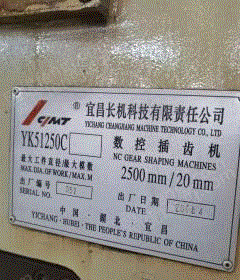 CJMT ® 宜昌长机科技有限责任公司
YICHANG CHANGJIANG MACHINE TECHNOLOGY CO., LTD
YK51250C 数控插齿机
NC GEAR SHAPING MACHINES
最大工件直径/最大模数
MAX.DIA.OF WORK/MAX.M 2500 mm/20 mm
出厂编号
SERIAL NO.
出厂日期
DATE
中国·湖北·宜昌
YICHANG·HUBEI·THE PEOPLE'S REPUBLIC OF CHINA